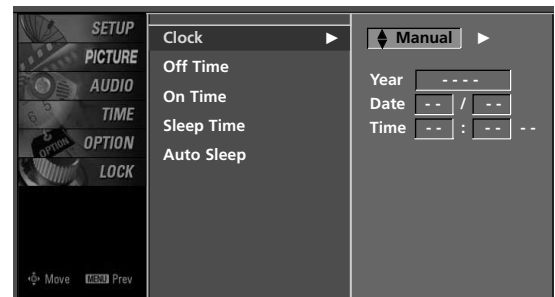 SETUP
PICTURE
AUDIO
TIME
OPTION
LOCK
Move MENU Prev
Clock ▶
Off Time
On Time
Sleep Time
Auto Sleep
Manual ▶
Year - - - -
Date - - / - -
Time - - : - - - -